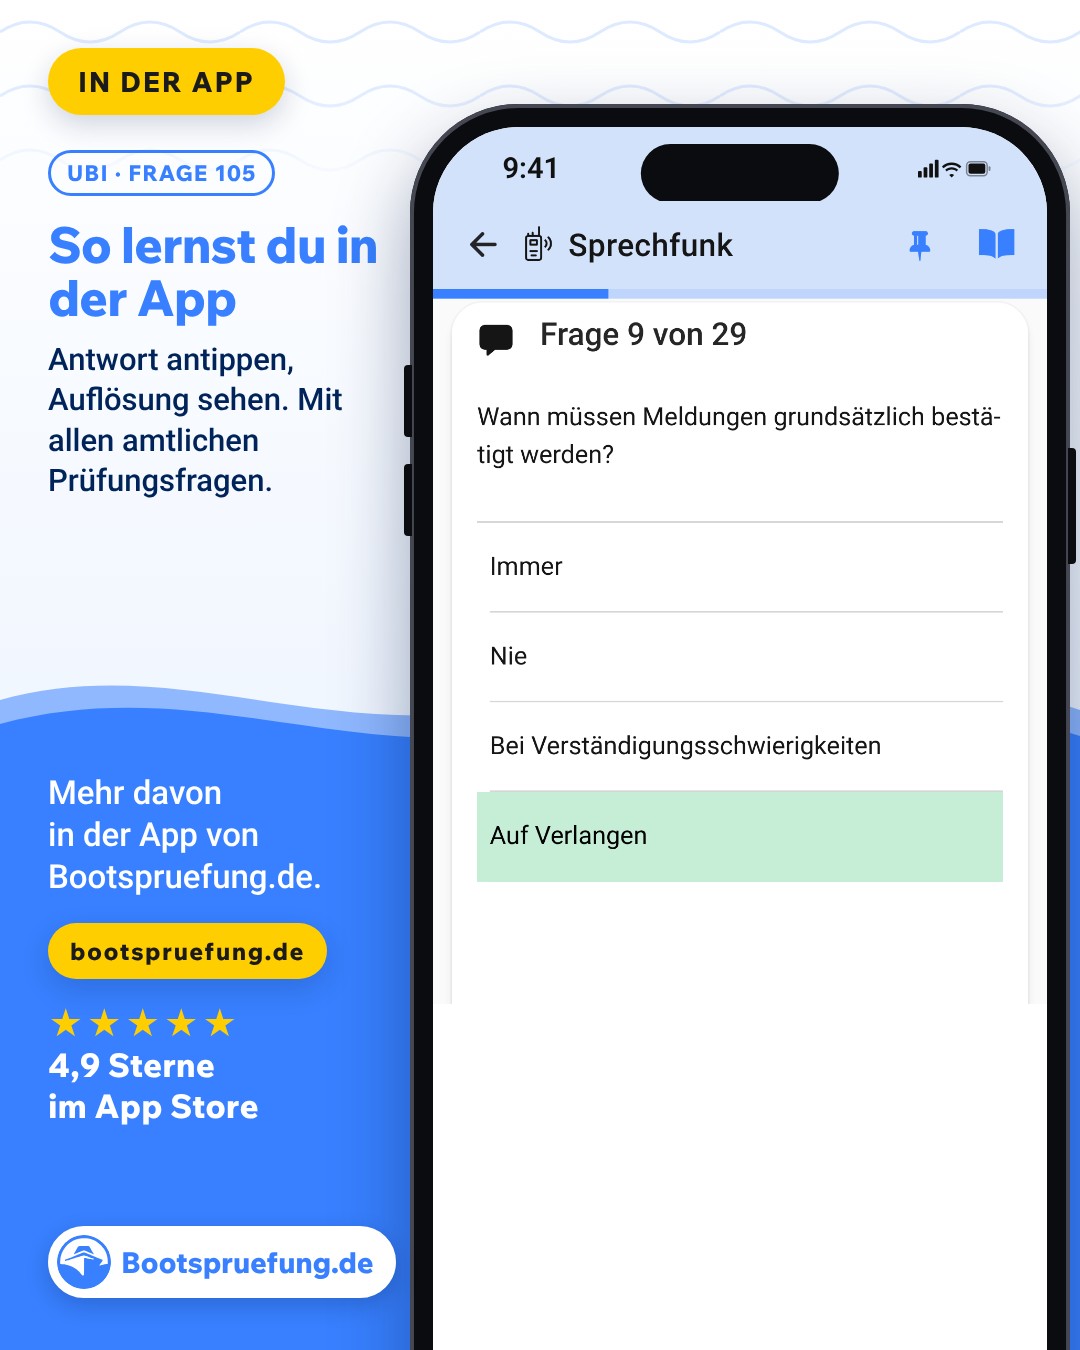 IN DER APP
UBI · FRAGE 105
So lernst du in
der App
Antwort antippen,
Auflösung sehen. Mit
allen amtlichen
Prüfungsfragen.
9:41
Sprechfunk
Frage 9 von 29
Wann müssen Meldungen grundsätzlich bestä-
tigt werden?
Immer
Nie
Bei Verständigungsschwierigkeiten
Auf Verlangen
Mehr davon
in der App von
Bootspruefung.de.
bootspruefung.de
★★★★★
4,9 Sterne
im App Store
Bootspruefung.de